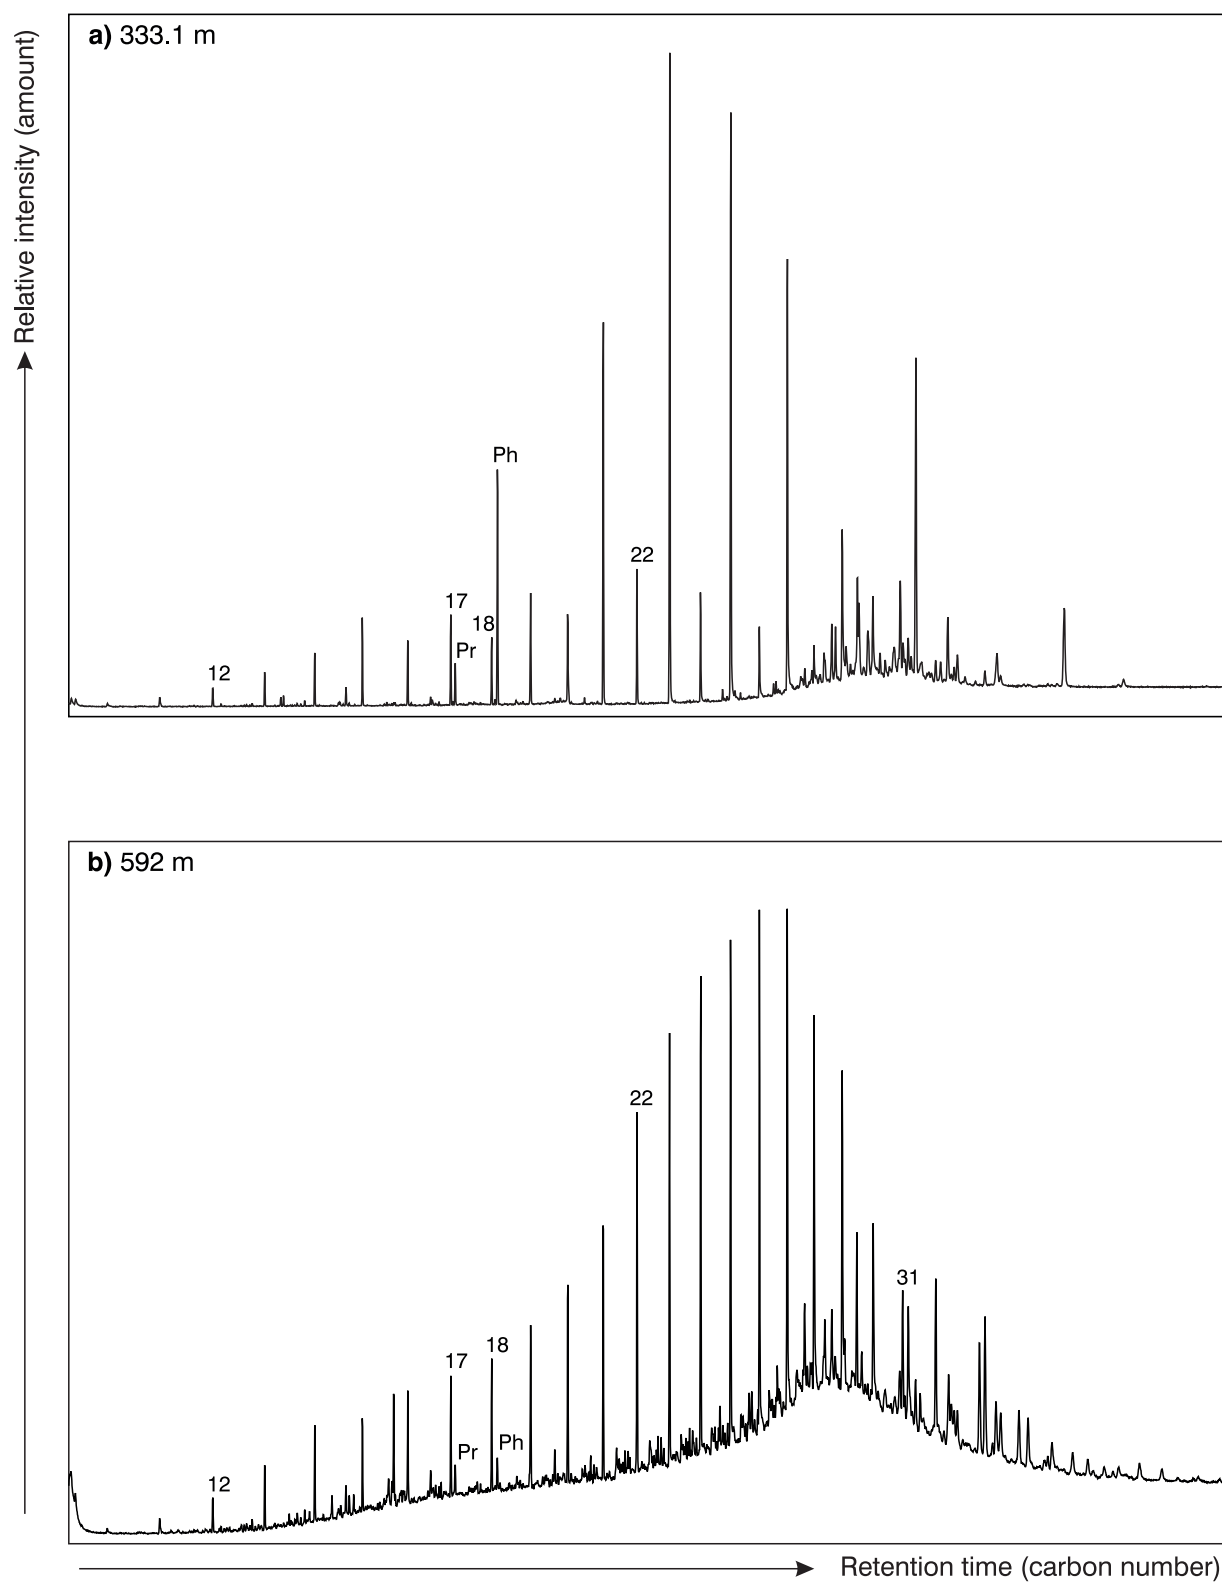 Relative intensity (amount)
a) 333.1 m
Ph
22
17
18
Pr
12
b) 592 m
22
31
18
17
Ph
Pr
12
Retention time (carbon number)